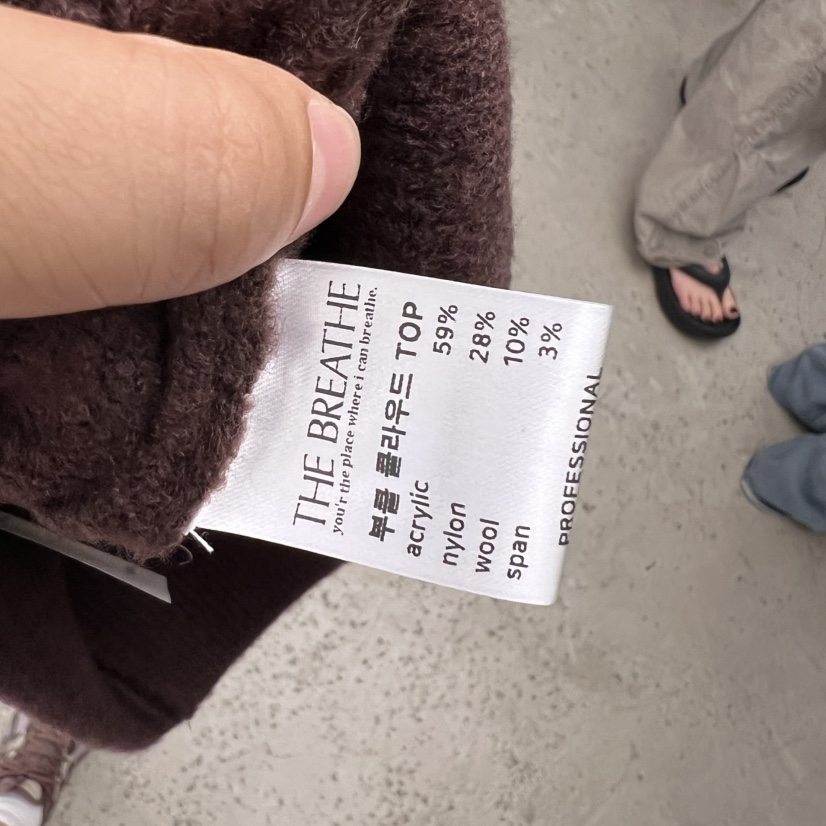 THE BREATHE
you'r the place where i can breathe.
부클 클라우드 TOP
acrylic 59%
nylon 28%
wool 10%
span 3%
PROFESSIONAL